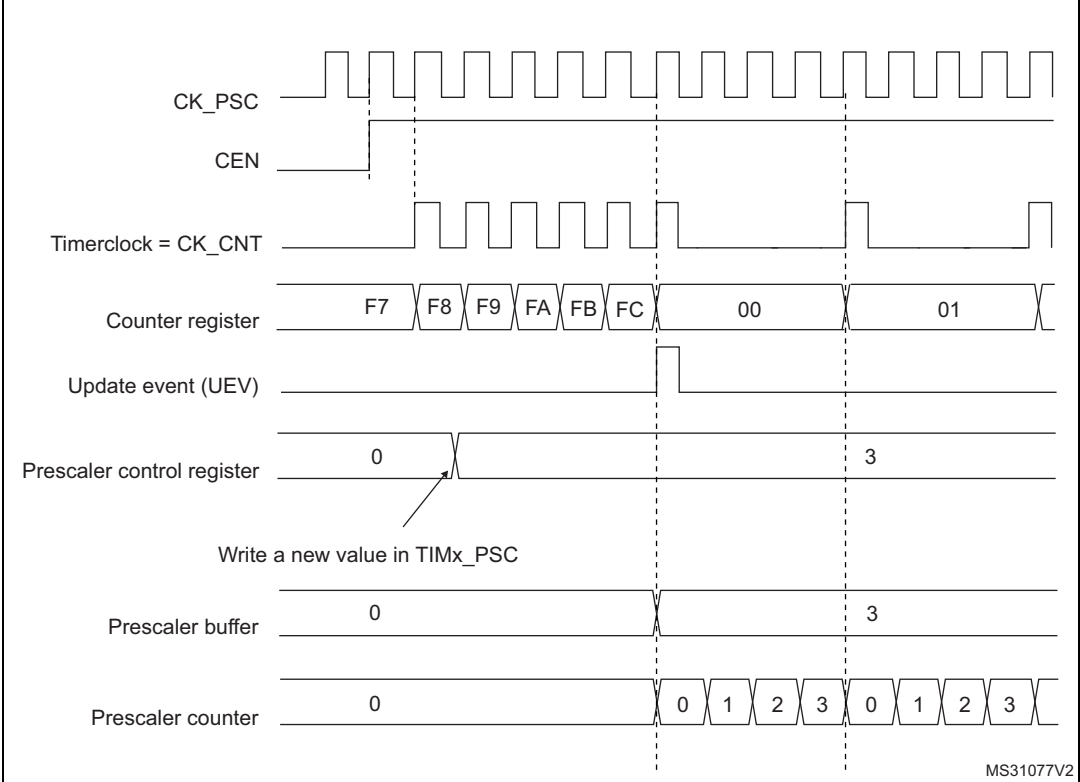 CK_PSC
CEN
Timerclock = CK_CNT
Counter register F7 F8 F9 FA FB FC 00 01
Update event (UEV)
Prescaler control register 0 3
Write a new value in TIMx_PSC
Prescaler buffer 0 3
Prescaler counter 0 0 1 2 3 0 1 2 3
MS31077V2